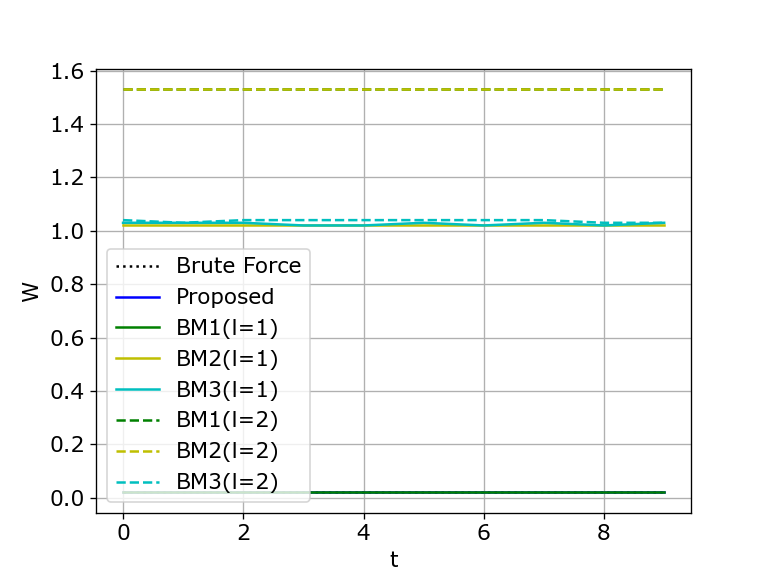 1.6
1.4
1.2
1.0
0.8
0.6
0.4
0.2
0.0
W
Brute Force
Proposed
BM1(l=1)
BM2(l=1)
BM3(l=1)
BM1(l=2)
BM2(l=2)
BM3(l=2)
0 2 4 6 8
t